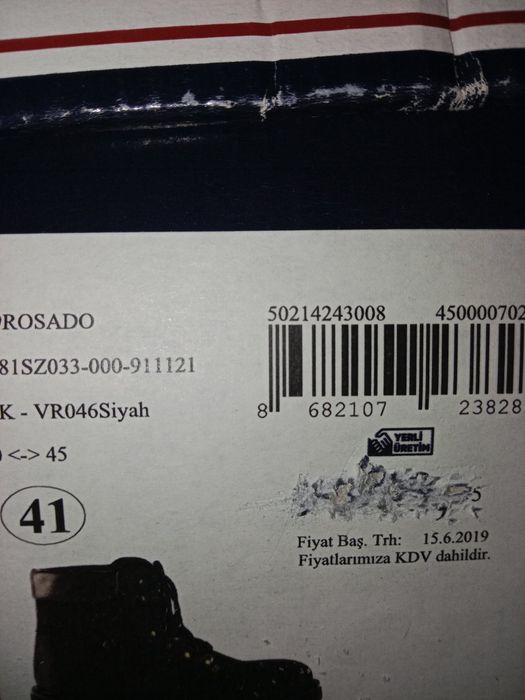 ROSADO
81SZ033-000-911121
K - VR046Siyah
<-> 45
41
50214243008 450000702
8 682107 23828
YERLİ
ÜRETİM
5
Fiyat Baş. Trh: 15.6.2019
Fiyatlarımıza KDV dahildir.